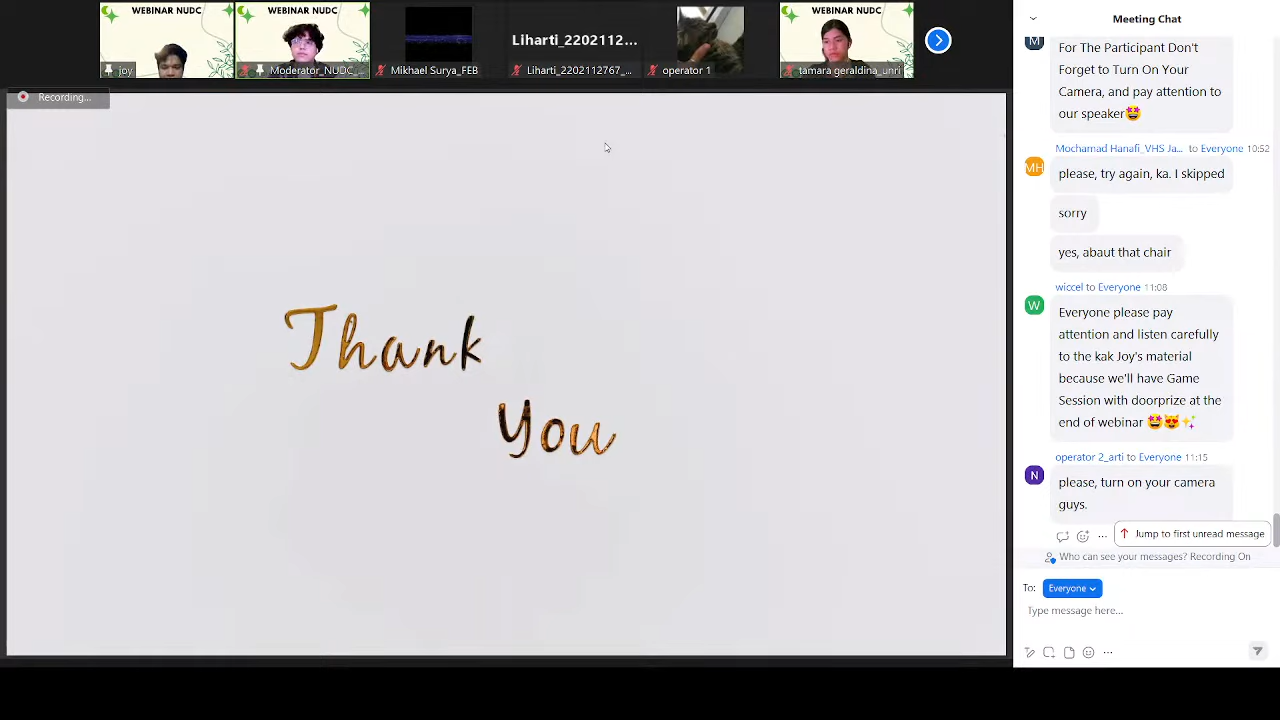 WEBINAR NUDC
joy
WEBINAR NUDC
Moderator_NUDC_...
Mikhael Surya_FEB
Liharti_2202112...
Liharti_2202112767_...
operator 1
WEBINAR NUDC
tamara geraldina_unri
Recording...
Thank
You
Meeting Chat
M
For The Participant Don't
Forget to Turn On Your
Camera, and pay attention to
our speaker🤩
Mochamad Hanafi_VHS Ja... to Everyone 10:52
MH
please, try again, ka. I skipped
sorry
yes, abaut that chair
wiccel to Everyone 11:08
W
Everyone please pay
attention and listen carefully
to the Kak Joy's material
because we'll have Game
Session with doorprize at the
end of webinar 🤩😻✨
operator 2_arti to Everyone 11:15
N
please, turn on your camera
guys.
Jump to first unread message
Who can see your messages? Recording On
To: Everyone
Type message here...